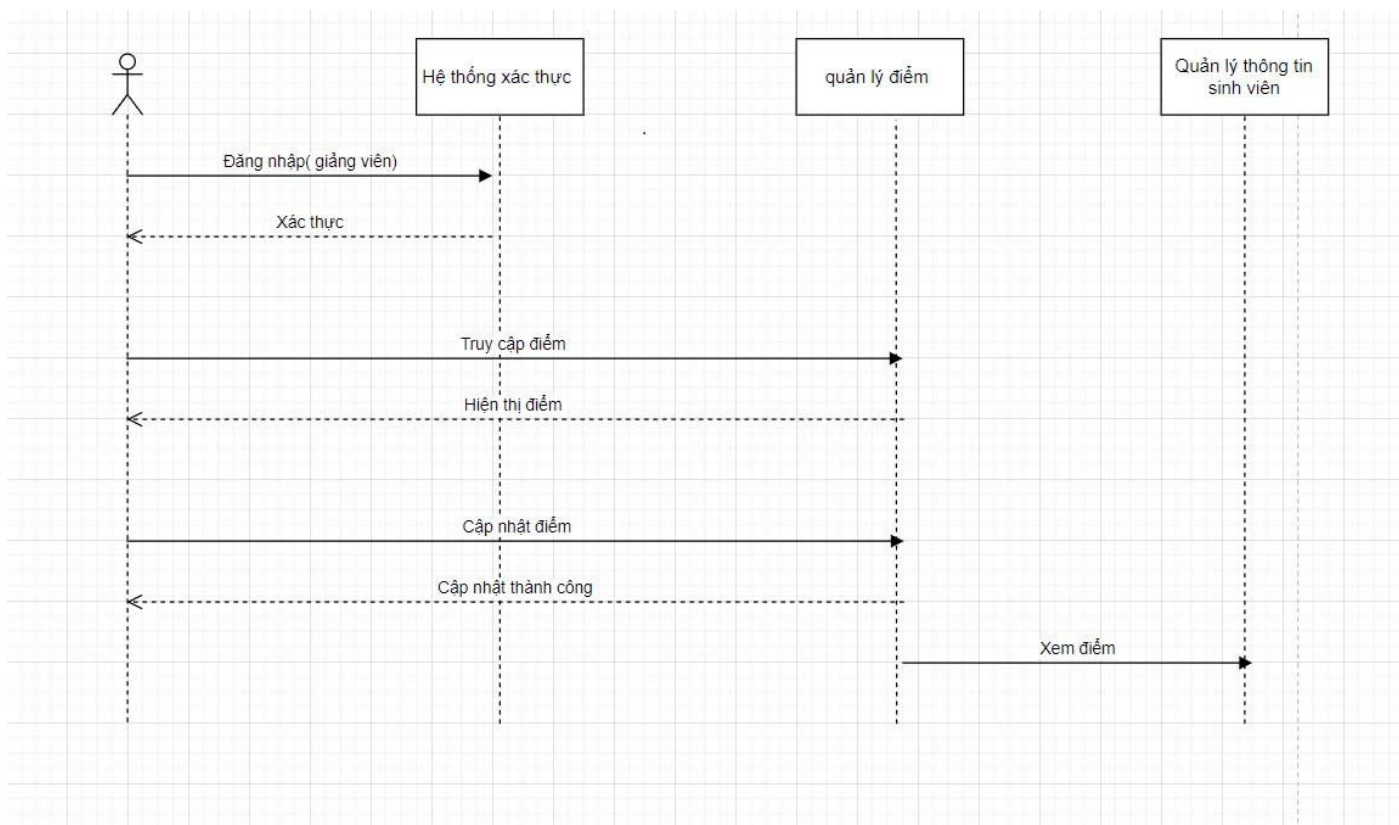 Hệ thống xác thực
quản lý điểm
Quản lý thông tin
sinh viên
Đăng nhập( giảng viên)
Xác thực
Truy cập điểm
Hiện thị điểm
Cập nhật điểm
Cập nhật thành công
Xem điểm